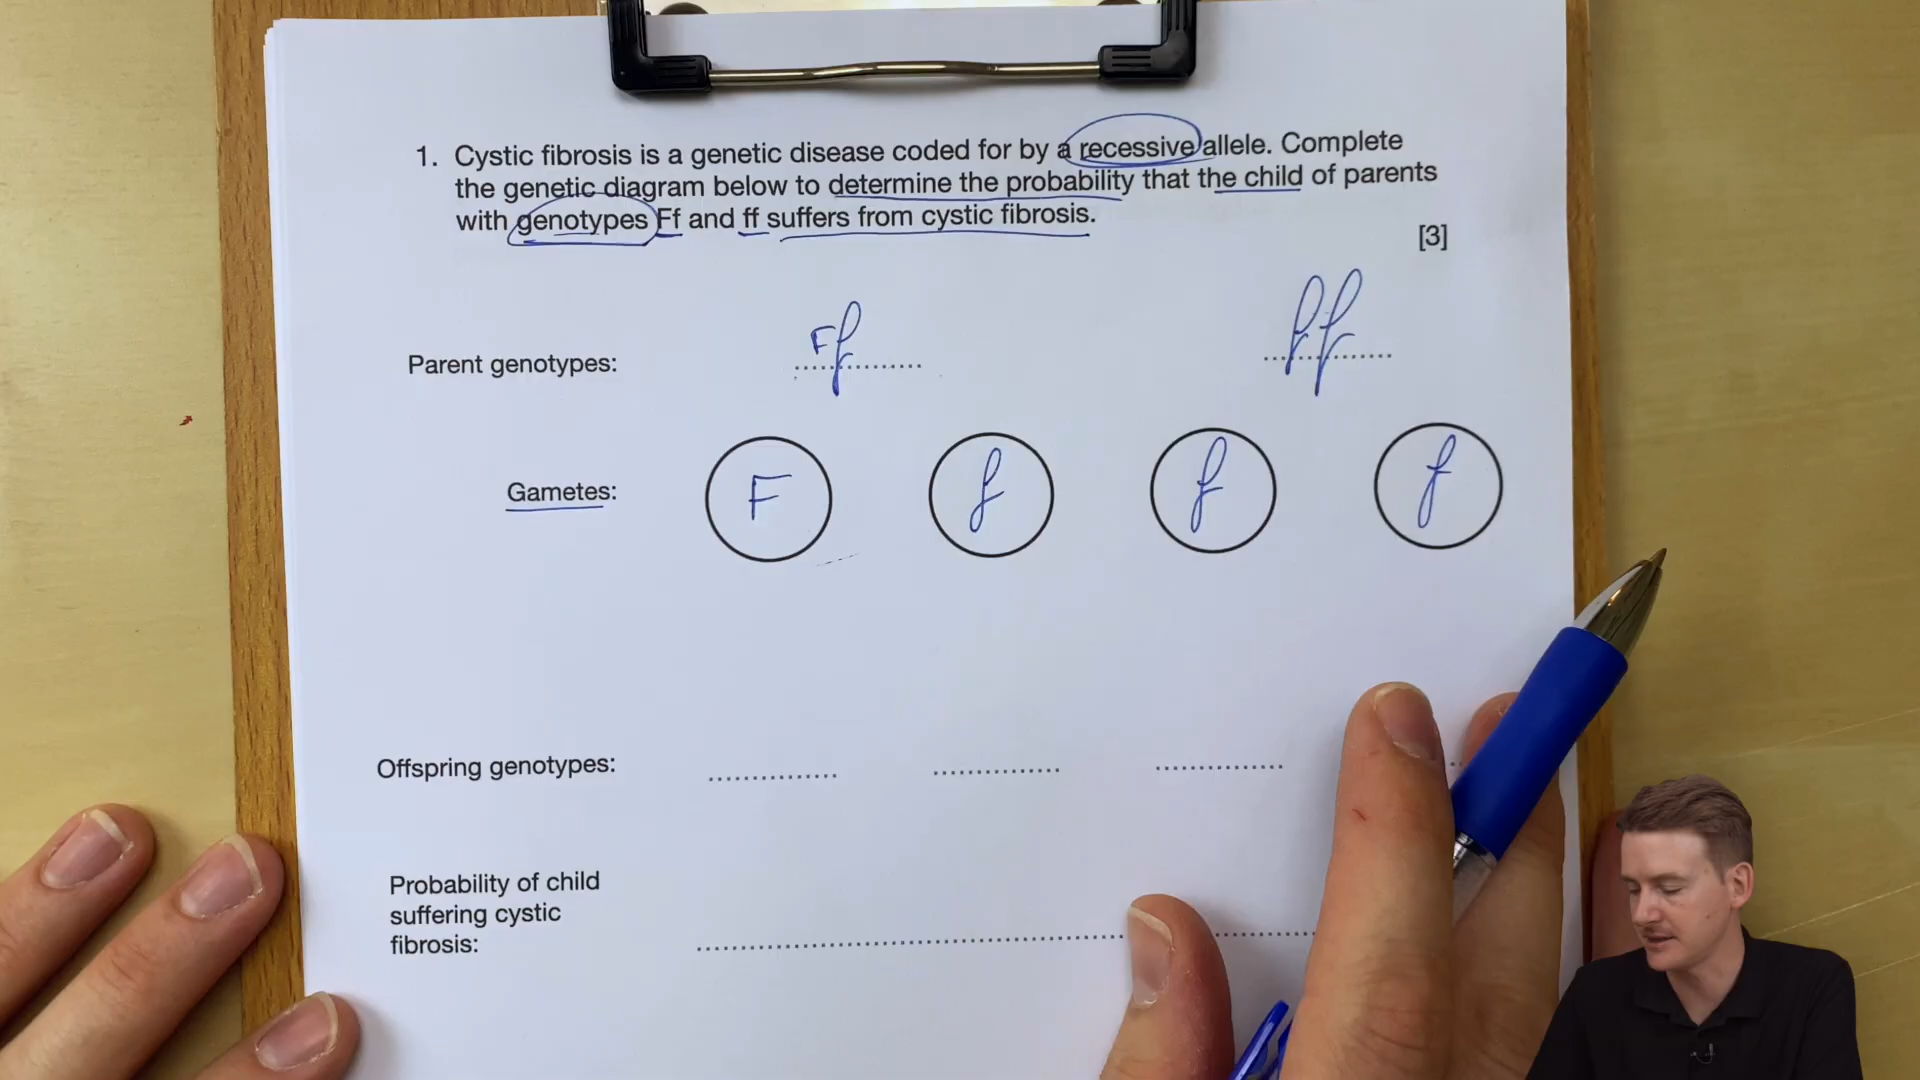 1. Cystic fibrosis is a genetic disease coded for by a recessive allele. Complete
the genetic diagram below to determine the probability that the child of parents
with genotypes Ff and ff suffers from cystic fibrosis.
[3]
Parent genotypes: Ff ff
Gametes: F f f f
Offspring genotypes:
Probability of child
suffering cystic
fibrosis: